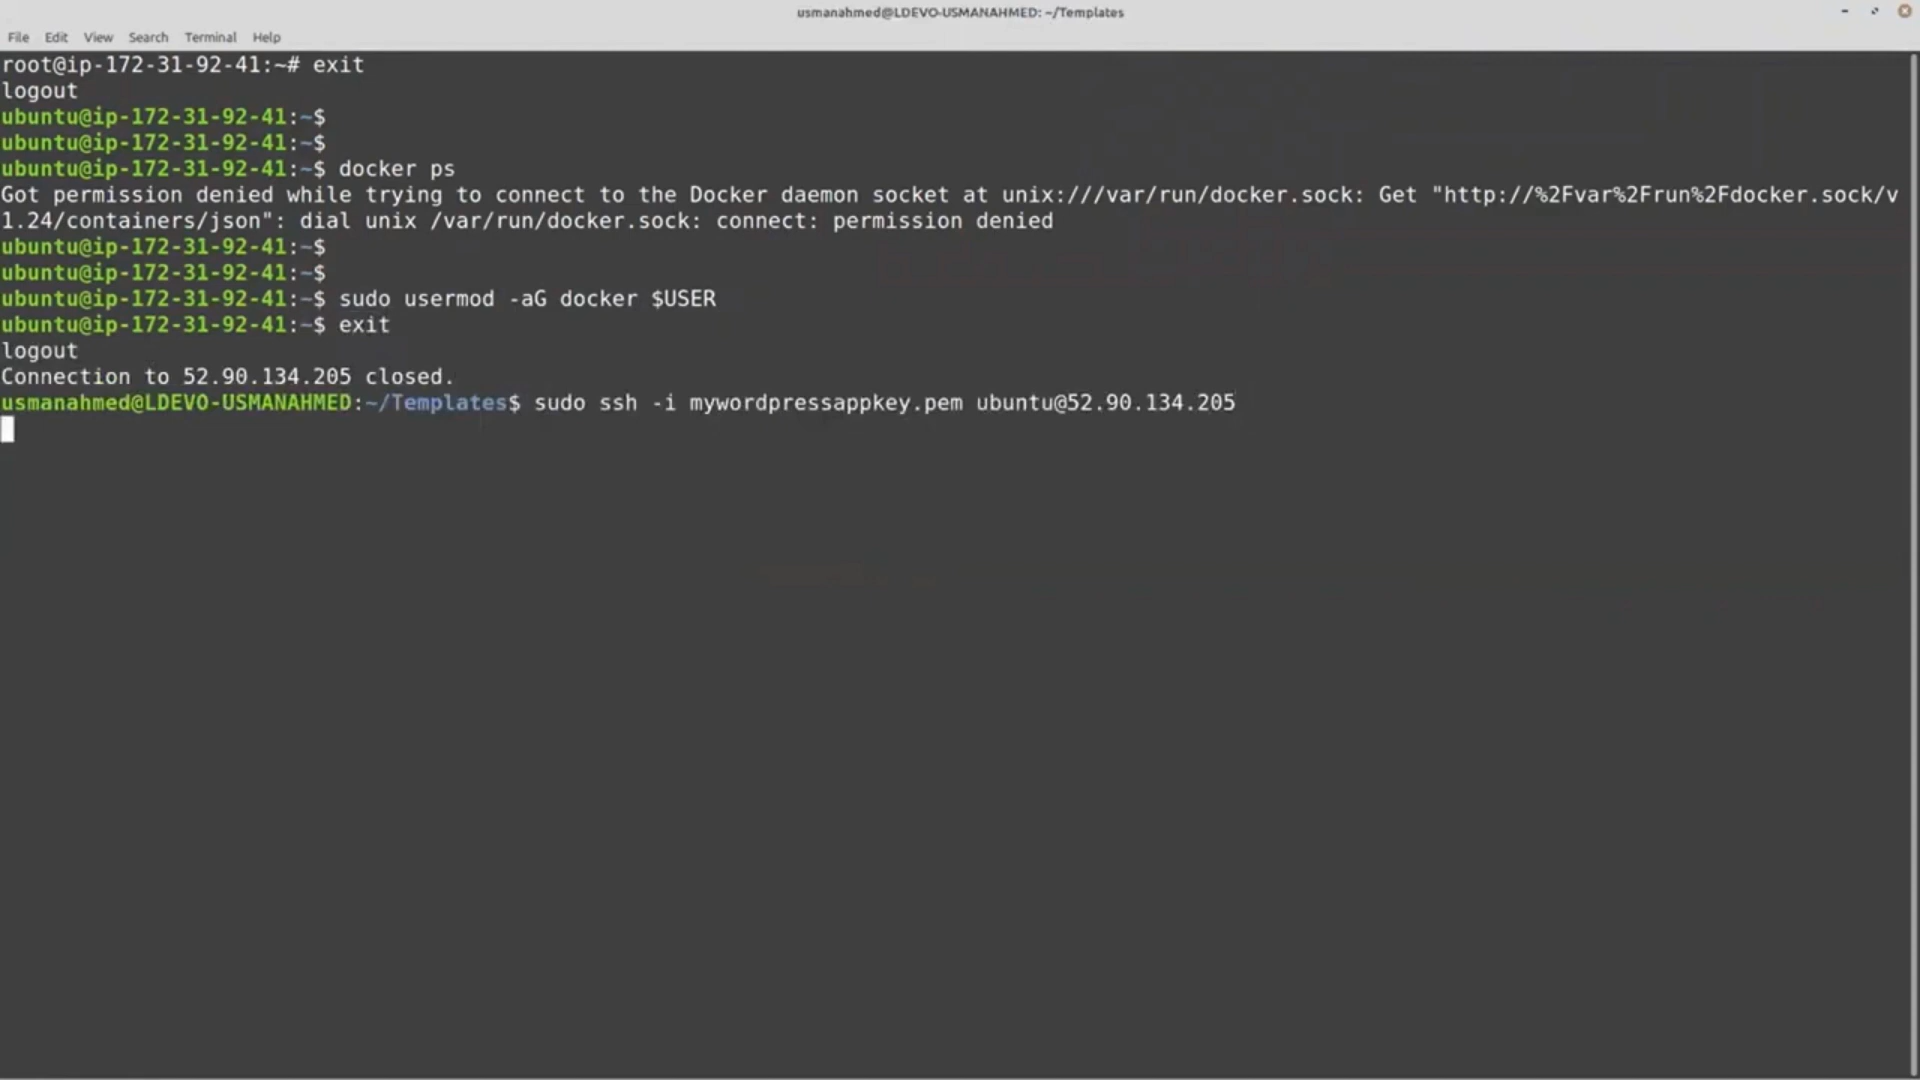 usmanahmed@LDEVO-USMANAHMED: ~/Templates
File Edit View Search Terminal Help
root@ip-172-31-92-41:~# exit
logout
ubuntu@ip-172-31-92-41:~$
ubuntu@ip-172-31-92-41:~$
ubuntu@ip-172-31-92-41:~$ docker ps
Got permission denied while trying to connect to the Docker daemon socket at unix:///var/run/docker.sock: Get "http://%2Fvar%2Frun%2Fdocker.sock/v
1.24/containers/json": dial unix /var/run/docker.sock: connect: permission denied
ubuntu@ip-172-31-92-41:~$
ubuntu@ip-172-31-92-41:~$
ubuntu@ip-172-31-92-41:~$ sudo usermod -aG docker $USER
ubuntu@ip-172-31-92-41:~$ exit
logout
Connection to 52.90.134.205 closed.
usmanahmed@LDEVO-USMANAHMED:~/Templates$ sudo ssh -i mywordpressappkey.pem ubuntu@52.90.134.205